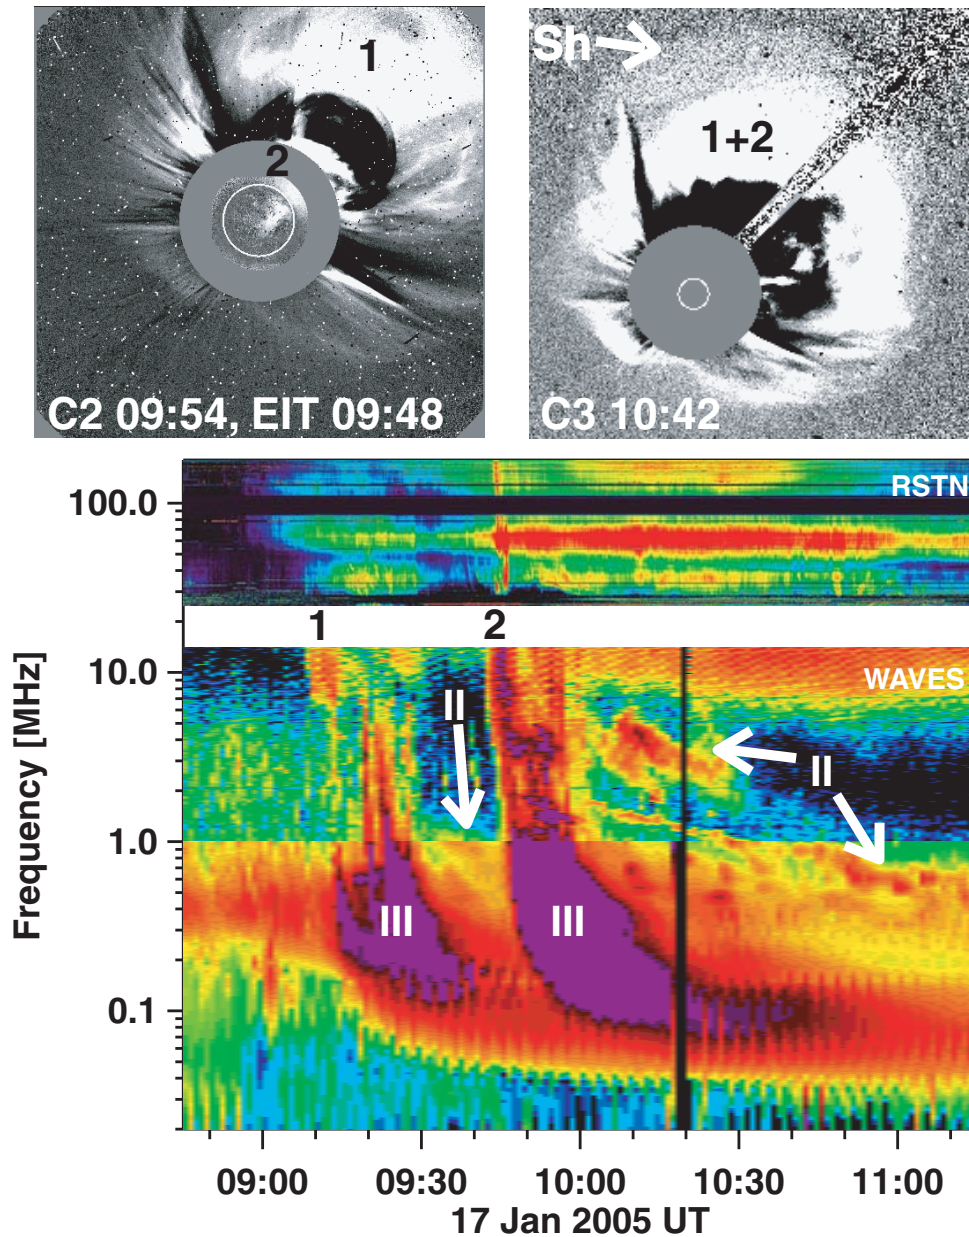 1
2
C2 09:54, EIT 09:48
Sh
1+2
C3 10:42
RSTN
100.0
1 2
10.0
WAVES
II
II
1.0
III III
0.1
Frequency [MHz]
09:00 09:30 10:00 10:30 11:00
17 Jan 2005 UT